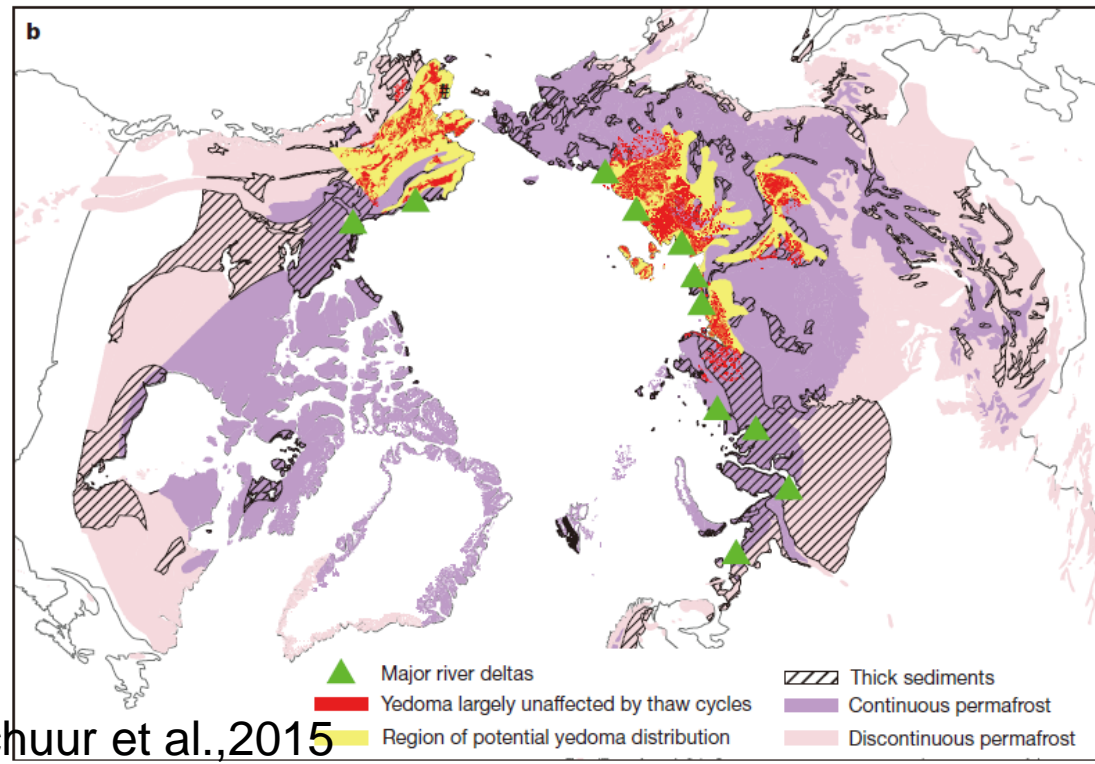 b
Major river deltas
Yedoma largely unaffected by thaw cycles
Region of potential yedoma distribution
Thick sediments
Continuous permafrost
Discontinuous permafrost
huur et al.,2015